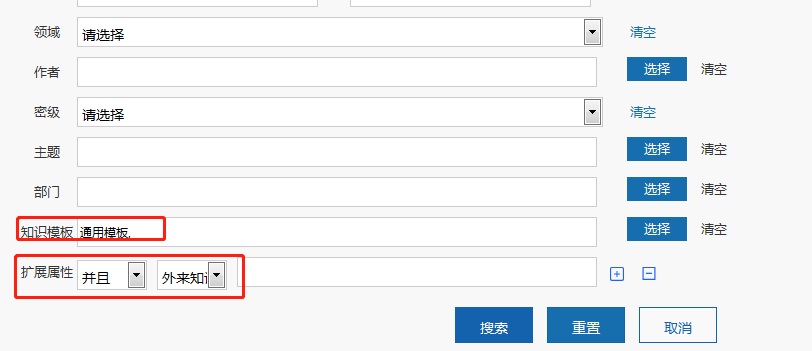 领域 请选择 清空
作者 选择 清空
密级 请选择 清空
主题 选择 清空
部门 选择 清空
知识模板 通用模板, 选择 清空
扩展属性 并且 外来知
搜索 重置 取消